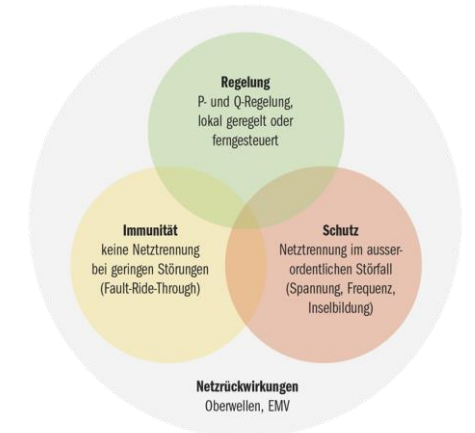 Regelung
P- und Q-Regelung,
lokal geregelt oder
ferngesteuert
Immunität
keine Netztrennung
bei geringen Störungen
(Fault-Ride-Through)
Schutz
Netztrennung im ausser-
ordentlichen Störfall
(Spannung, Frequenz,
Inselbildung)
Netzrückwirkungen
Oberwellen, EMV